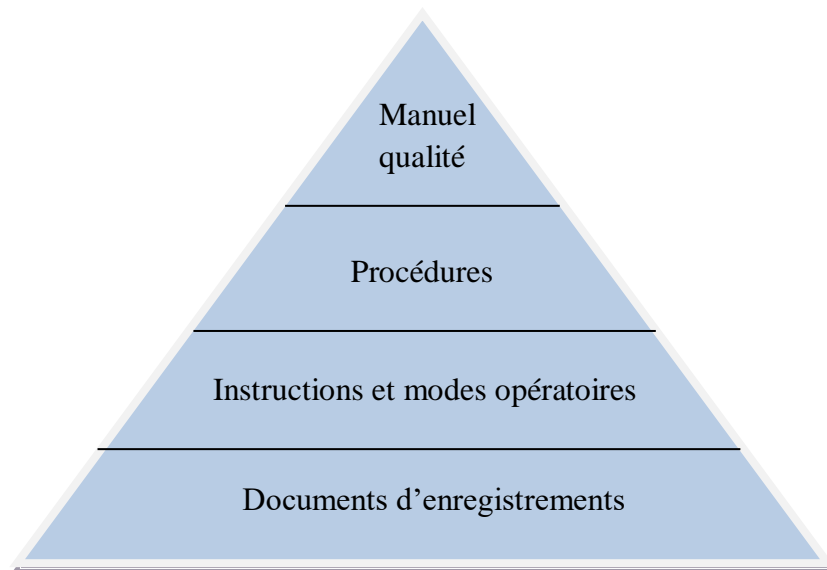 Manuel
qualité
Procédures
Instructions et modes opératoires
Documents d’enregistrements